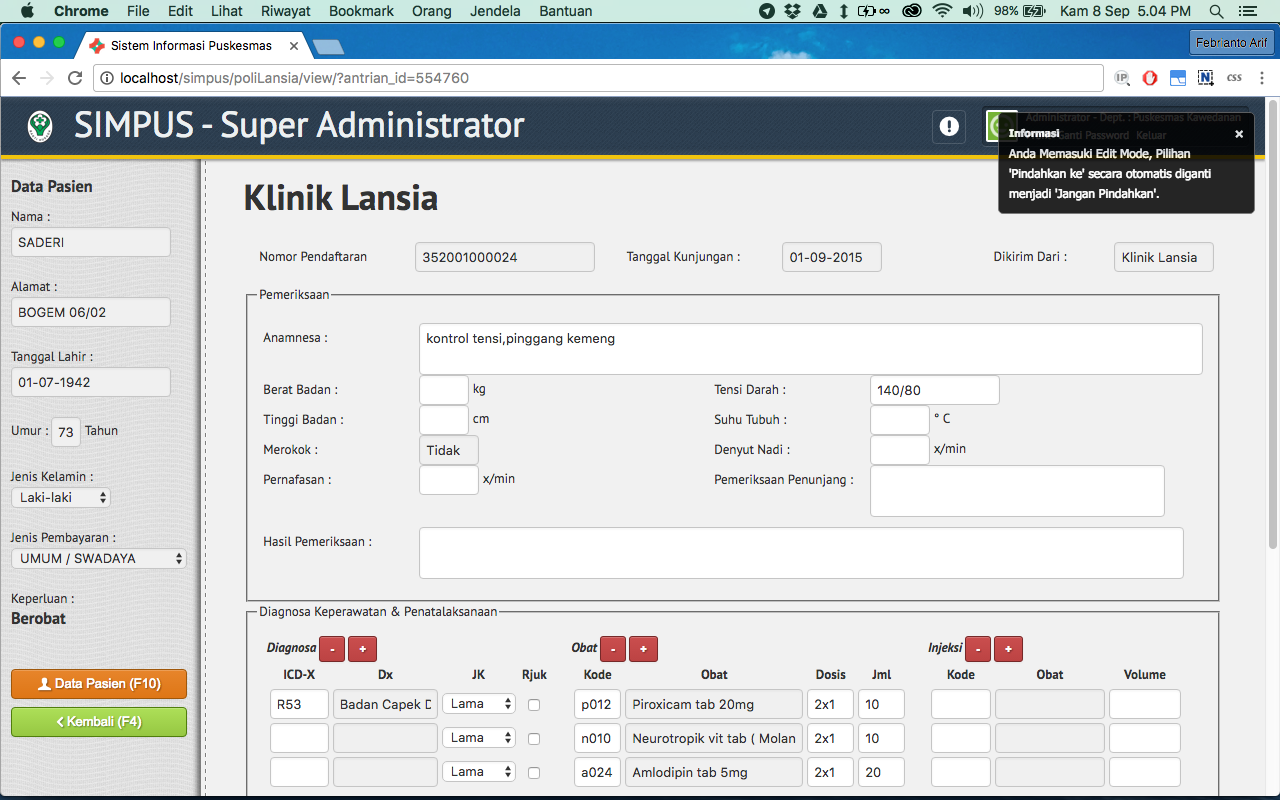 Chrome File Edit Lihat Riwayat Bookmark Orang Jendela Bantuan 98% Kam 8 Sep 5.04 PM
Sistem Informasi Puskesmas
localhost/simpus/poliLansia/view/?antrian_id=554760
IP
CSS
SIMPUS - Super Administrator
Administrator - Dept. : Puskesmas Kawedanan
Password Keluar
Informasi
Anda Memasuki Edit Mode, Pilihan
'Pindahkan ke' secara otomatis diganti
menjadi 'Jangan Pindahkan'.
Data Pasien
Nama :
SADERI
Alamat :
BOGEM 06/02
Tanggal Lahir :
01-07-1942
Umur : 73 Tahun
Jenis Kelamin :
Laki-laki
Jenis Pembayaran :
UMUM / SWADAYA
Keperluan :
Berobat
Data Pasien (F10)
Kembali (F4)
Klinik Lansia
Nomor Pendaftaran 352001000024 Tanggal Kunjungan : 01-09-2015 Dikirim Dari : Klinik Lansia
Pemeriksaan
Anamnesa : kontrol tensi,pinggang kemeng
Berat Badan : kg Tensi Darah : 140/80
Tinggi Badan : cm Suhu Tubuh : ° C
Merokok : Tidak Denyut Nadi : x/min
Pernafasan : x/min Pemeriksaan Penunjang :
Hasil Pemeriksaan :
Diagnosa Keperawatan & Penatalaksanaan
Diagnosa - + Obat - + Injeksi - +
ICD-X Dx JK Rjuk Kode Obat Dosis Jml Kode Obat Volume
R53 Badan Capek D Lama p012 Piroxicam tab 20mg 2x1 10
Lama n010 Neurotropik vit tab ( Molan 2x1 10
Lama a024 Amlodipin tab 5mg 2x1 20